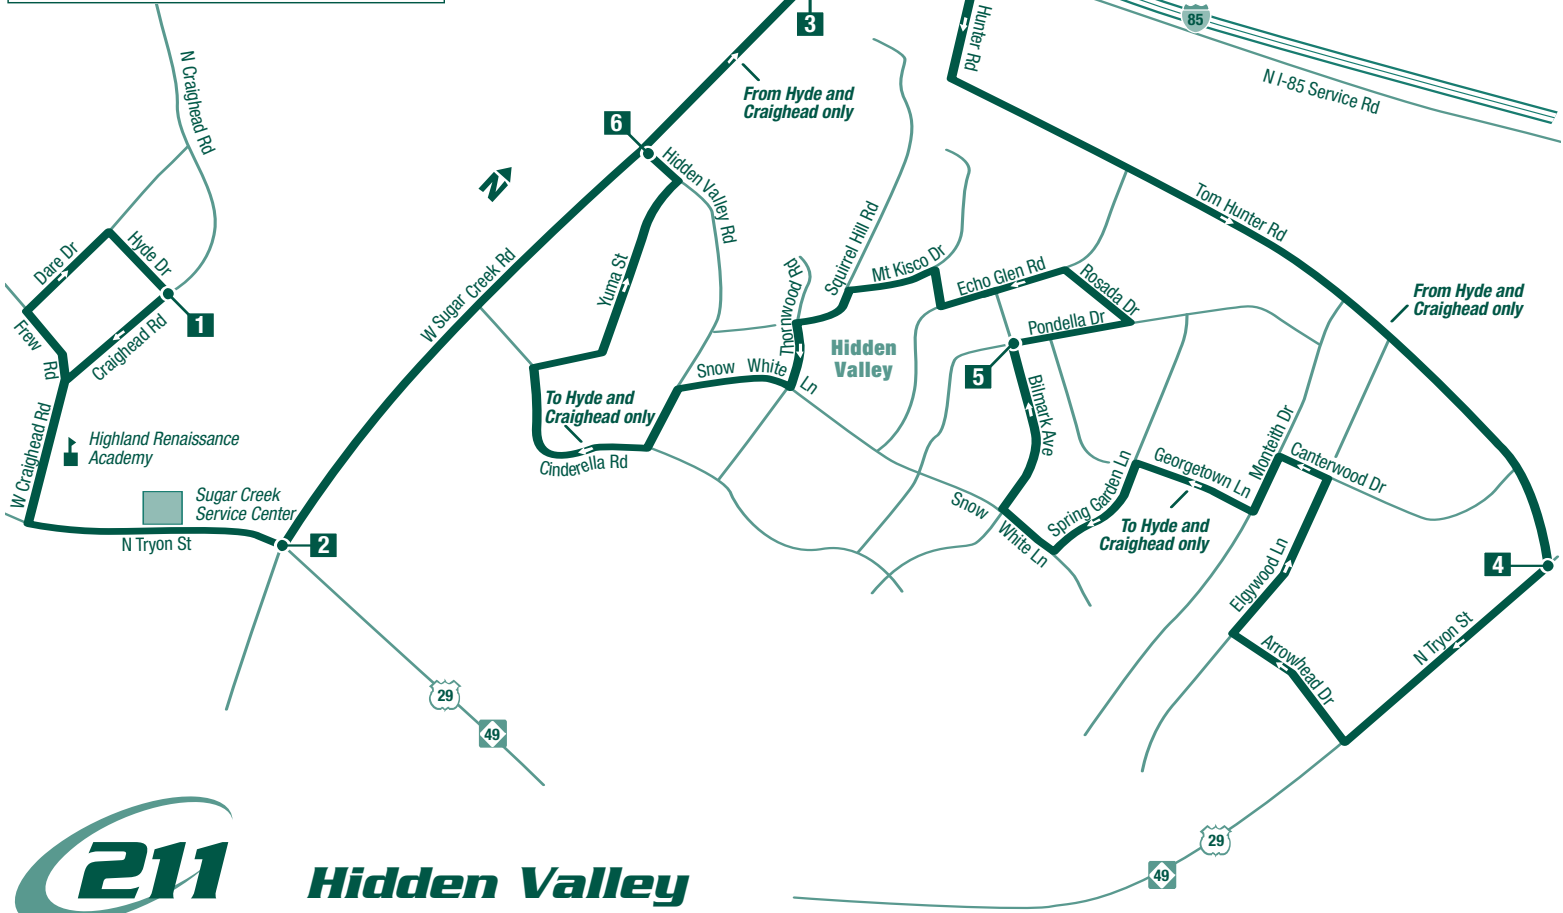 3
Hunter Rd
85
N I-85 Service Rd
N Craighead Rd
From Hyde and
Craighead only
6
Hidden Valley Rd
N
Tom Hunter Rd
Dare Dr
Hyde Dr
W Sugar Creek Rd
Yuma St
Thornwood Rd
Squirrel Hill Rd
Mt Kisco Dr
Echo Glen Rd
Rosada Dr
From Hyde and
Craighead only
Frew Rd
Craighead Rd
1
Pondella Dr
Hidden
Valley
5
Snow White Ln
Bilmark Ave
To Hyde and
Craighead only
Cinderella Rd
W Craighead Rd
Highland Renaissance
Academy
Monteith Dr
Georgetown Ln
Canterwood Dr
Spring Garden Ln
Sugar Creek
Service Center
N Tryon St
2
Snow White Ln
To Hyde and
Craighead only
Elgywood Ln
4
N Tryon St
Arrowhead Dr
29
49
29
49
211
Hidden Valley